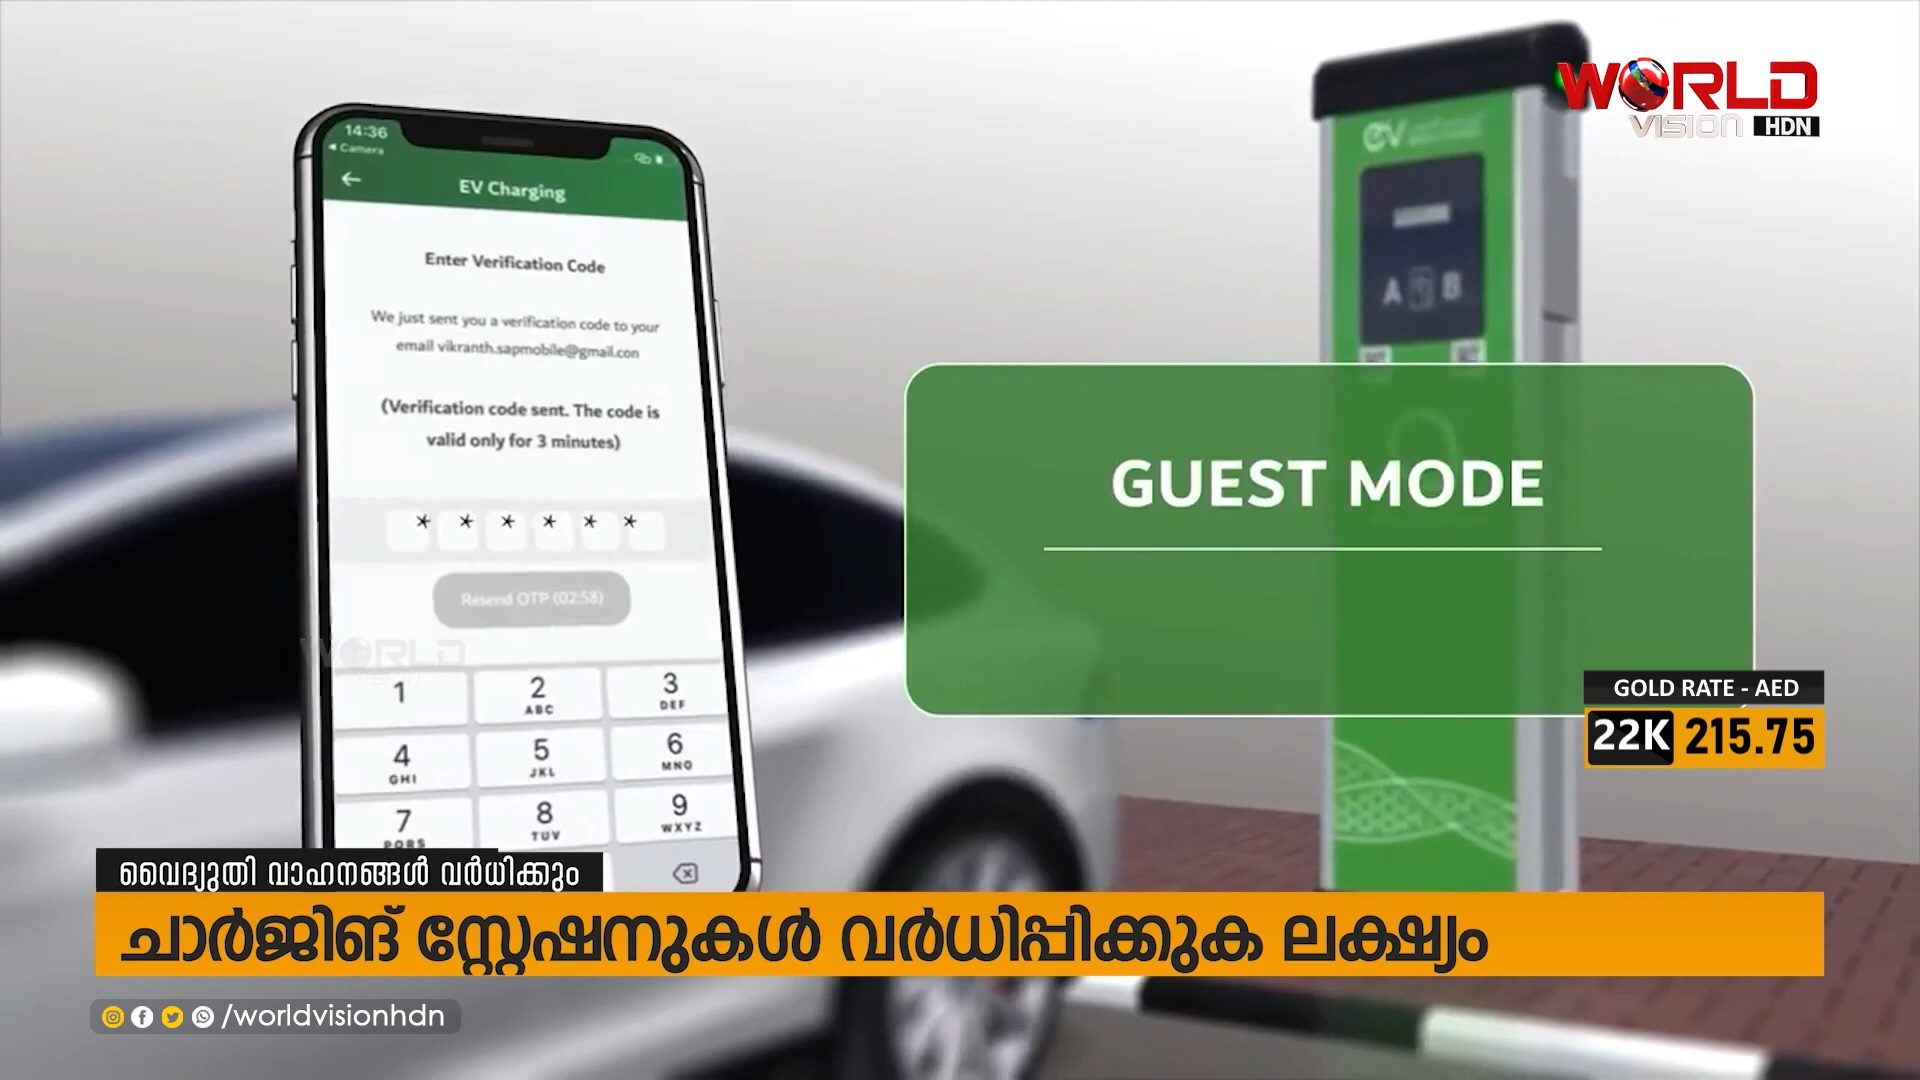 WORLD
VISION HDN
14:36
Camera
EV Charging
Enter Verification Code
We just sent you a verification code to your
email vikranth.sapmobile@gmail.con
(Verification code sent. The code is
valid only for 3 minutes)
* * * * * *
Resend OTP (02:58)
WORLD
1
2
ABC
3
DEF
4
GHI
5
JKL
6
MNO
7
PQRS
8
TUV
9
WXYZ
ev
A B
GUEST MODE
GOLD RATE - AED
22K 215.75
വൈദ്യുതി വാഹനങ്ങൾ വർധിക്കും
ചാർജിങ് സ്റ്റേഷനുകൾ വർധിപ്പിക്കുക ലക്ഷ്യം
/worldvisionhdn